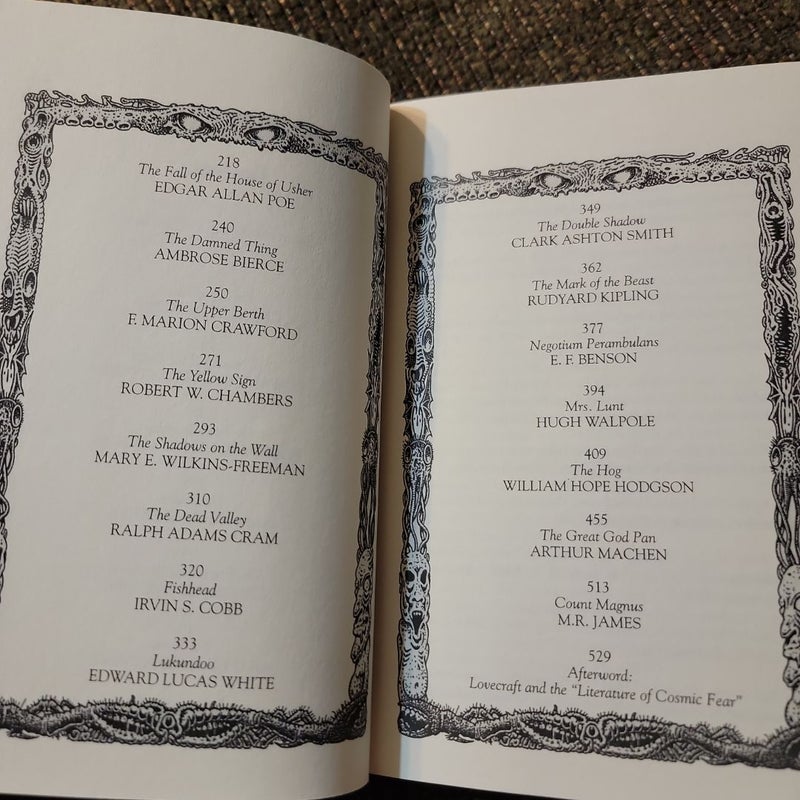 218
The Fall of the House of Usher
EDGAR ALLAN POE
240
The Damned Thing
AMBROSE BIERCE
250
The Upper Berth
F. MARION CRAWFORD
271
The Yellow Sign
ROBERT W. CHAMBERS
293
The Shadows on the Wall
MARY E. WILKINS-FREEMAN
310
The Dead Valley
RALPH ADAMS CRAM
320
Fishhead
IRVIN S. COBB
333
Lukundoo
EDWARD LUCAS WHITE
349
The Double Shadow
CLARK ASHTON SMITH
362
The Mark of the Beast
RUDYARD KIPLING
377
Negotium Perambulans
E. F. BENSON
394
Mrs. Lunt
HUGH WALPOLE
409
The Hog
WILLIAM HOPE HODGSON
455
The Great God Pan
ARTHUR MACHEN
513
Count Magnus
M.R. JAMES
529
Afterword:
Lovecraft and the "Literature of Cosmic Fear"